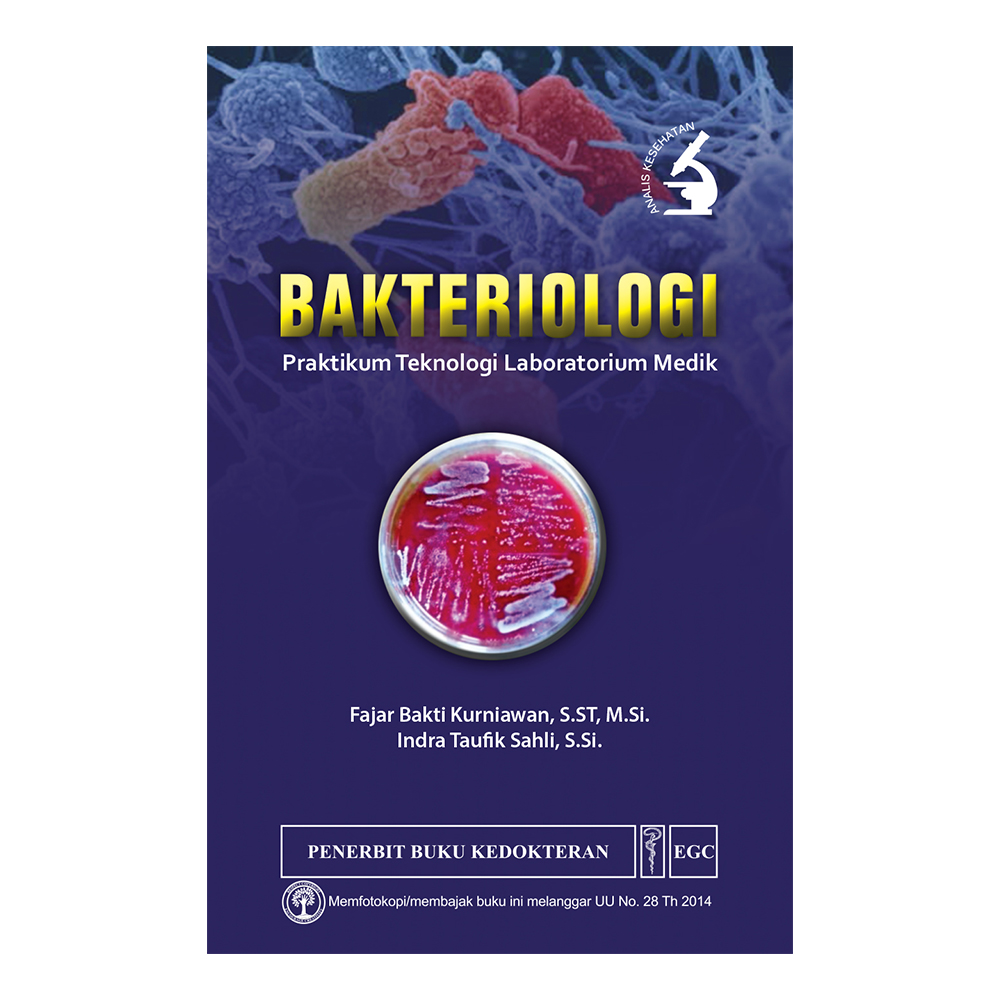 ANALIS KESEHATAN
BAKTERIOLOGI
Praktikum Teknologi Laboratorium Medik
Fajar Bakti Kurniawan, S.ST, M.Si.
Indra Taufik Sahli, S.Si.
PENERBIT BUKU KEDOKTERAN
EGC
Memfotokopi/membajak buku ini melanggar UU No. 28 Th 2014